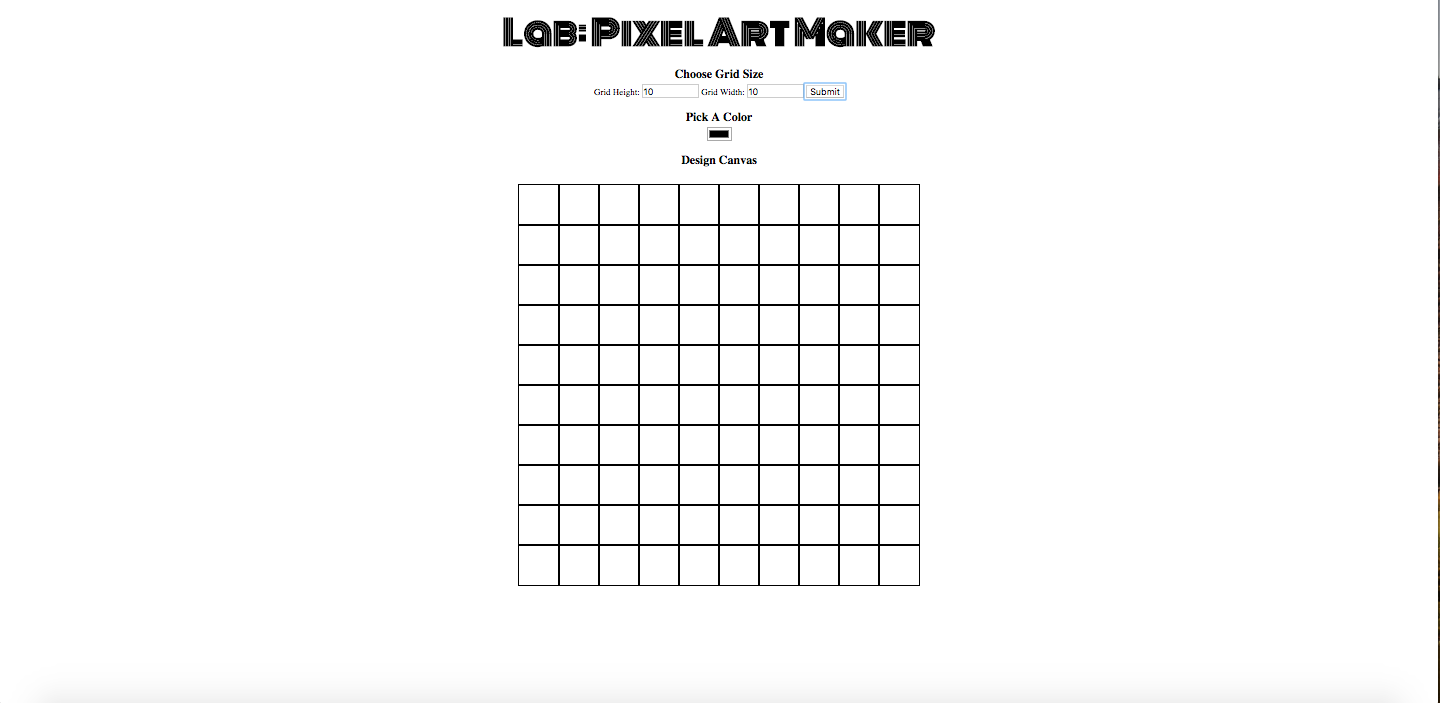 Lab: Pixel Art Maker
Choose Grid Size
Grid Height: 10 Grid Width: 10 Submit
Pick A Color
Design Canvas